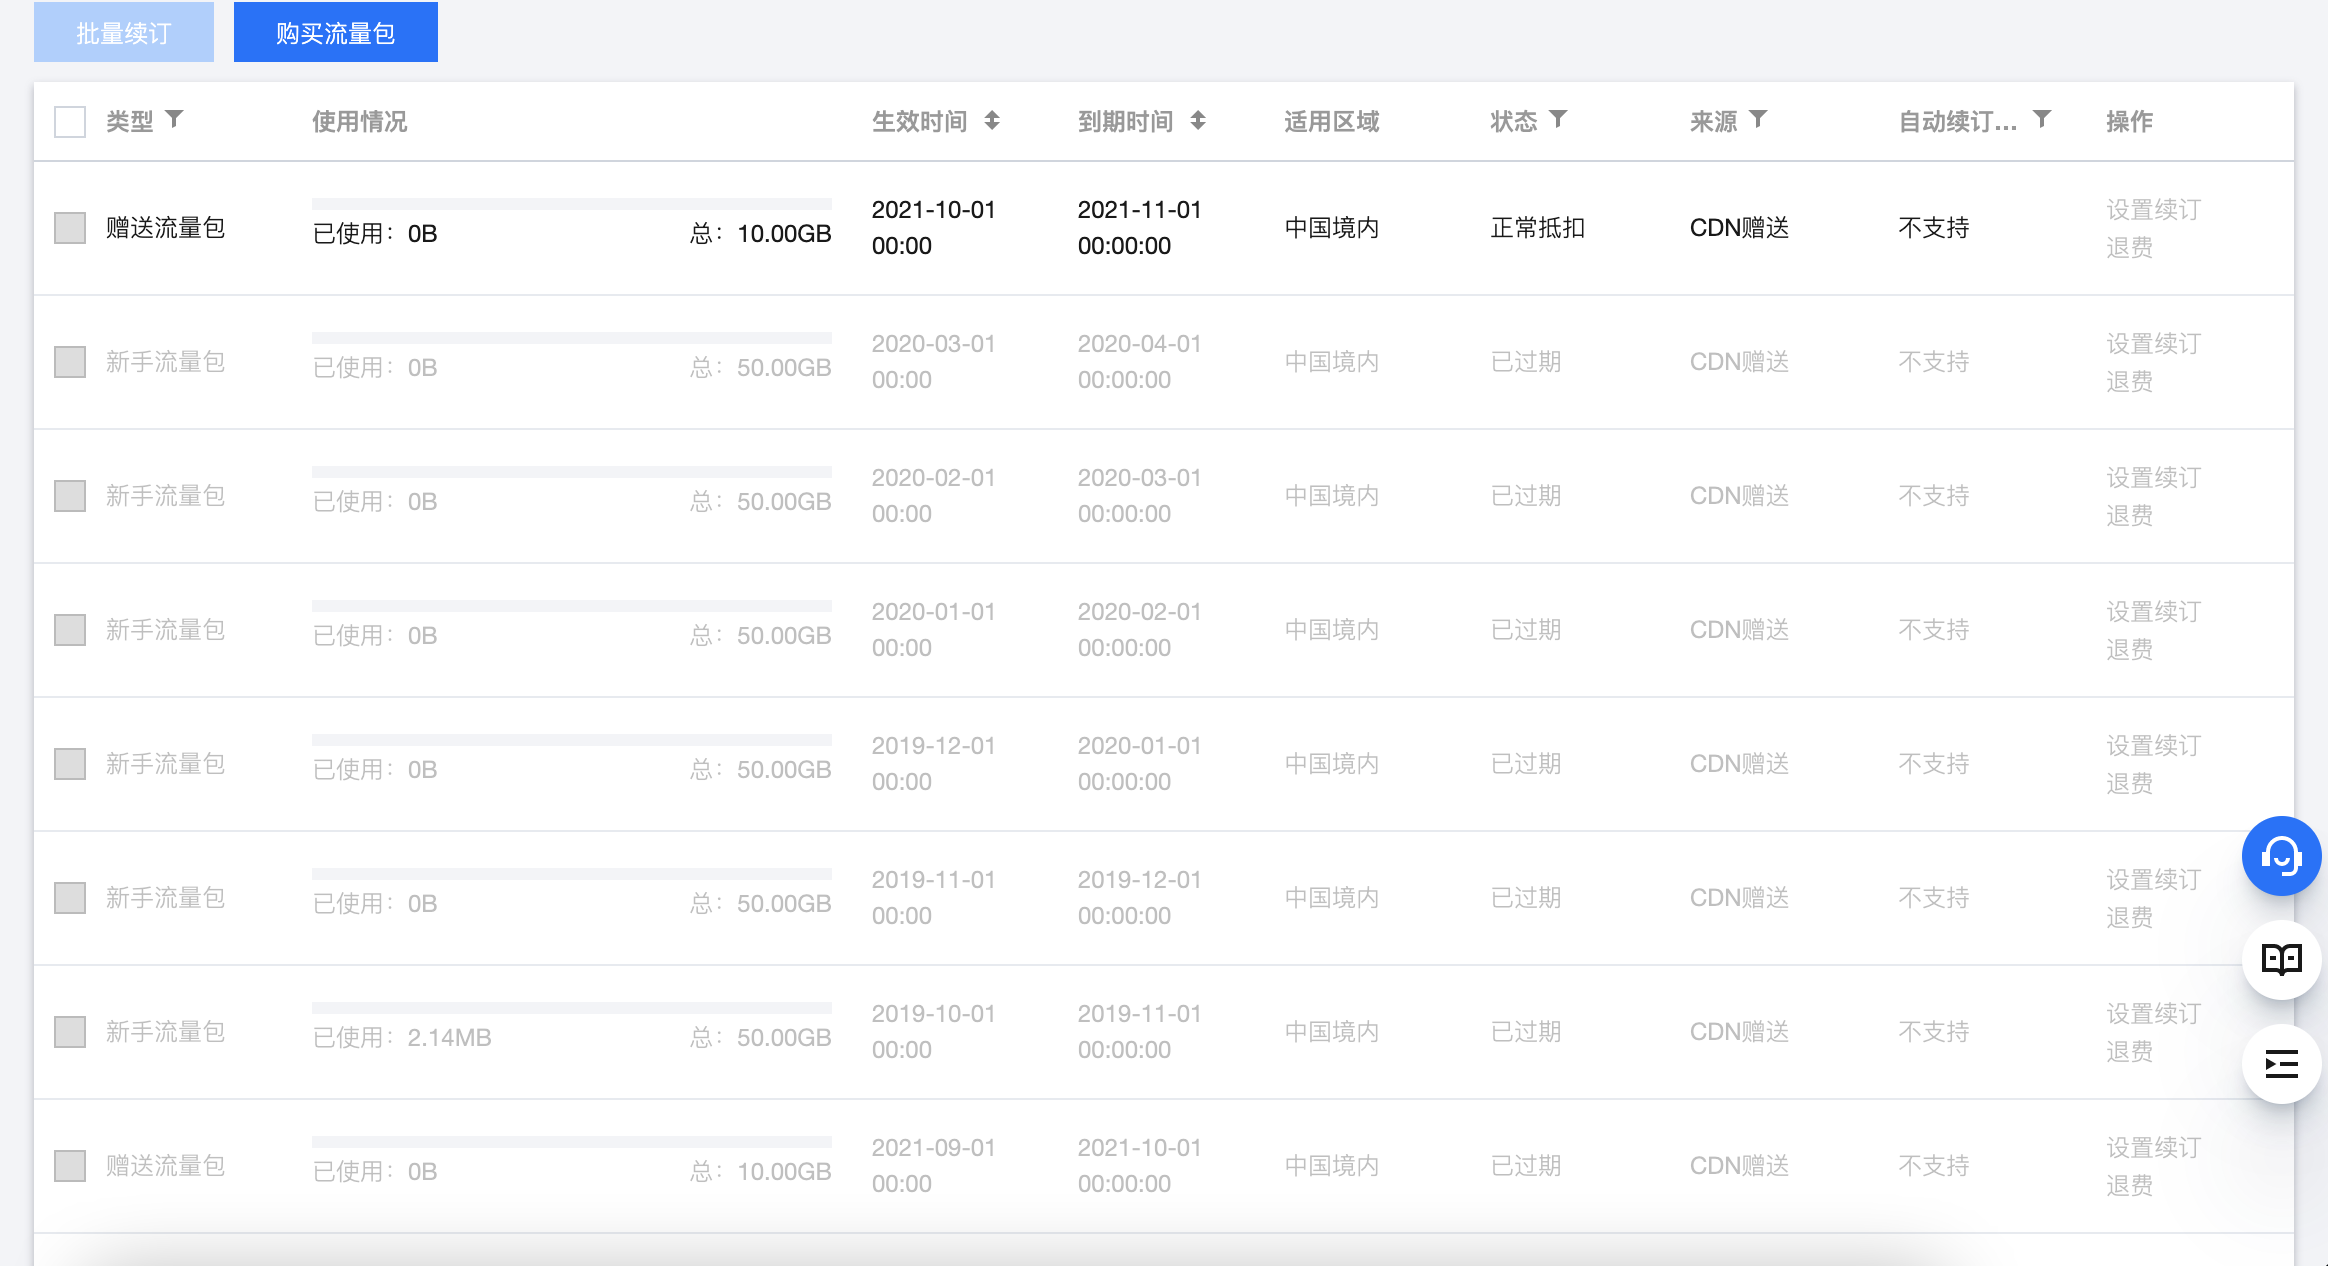 批量续订 购买流量包
类型 使用情况 生效时间 到期时间 适用区域 状态 来源 自动续订... 操作
赠送流量包 已使用：0B 总：10.00GB 2021-10-01 00:00 2021-11-01 00:00:00 中国境内 正常抵扣 CDN赠送 不支持 设置续订 退费
新手流量包 已使用：0B 总：50.00GB 2020-03-01 00:00 2020-04-01 00:00:00 中国境内 已过期 CDN赠送 不支持 设置续订 退费
新手流量包 已使用：0B 总：50.00GB 2020-02-01 00:00 2020-03-01 00:00:00 中国境内 已过期 CDN赠送 不支持 设置续订 退费
新手流量包 已使用：0B 总：50.00GB 2020-01-01 00:00 2020-02-01 00:00:00 中国境内 已过期 CDN赠送 不支持 设置续订 退费
新手流量包 已使用：0B 总：50.00GB 2019-12-01 00:00 2020-01-01 00:00:00 中国境内 已过期 CDN赠送 不支持 设置续订 退费
新手流量包 已使用：0B 总：50.00GB 2019-11-01 00:00 2019-12-01 00:00:00 中国境内 已过期 CDN赠送 不支持 设置续订 退费
新手流量包 已使用：2.14MB 总：50.00GB 2019-10-01 00:00 2019-11-01 00:00:00 中国境内 已过期 CDN赠送 不支持 设置续订 退费
赠送流量包 已使用：0B 总：10.00GB 2021-09-01 00:00 2021-10-01 00:00:00 中国境内 已过期 CDN赠送 不支持 设置续订 退费